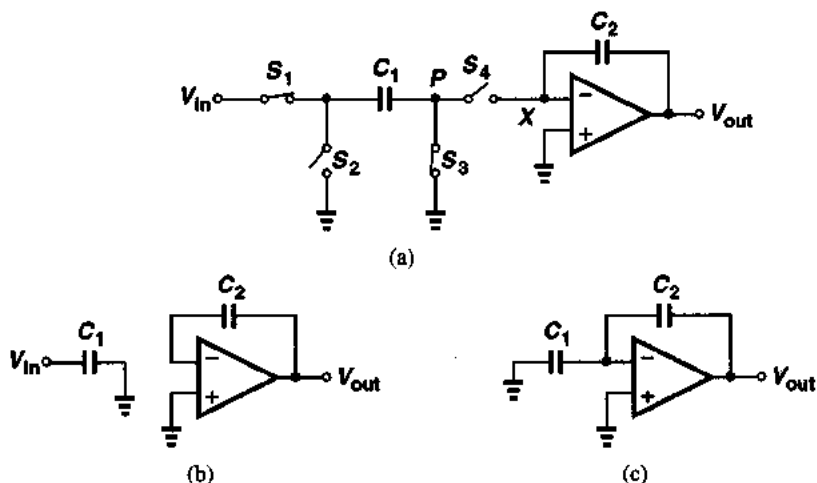 C2
S4
C1
P
S1
Vin
X
Vout
S2
S3
−
+
(a)
C2
C1
Vin
−
+
Vout
(b)
C2
C1
−
+
Vout
(c)